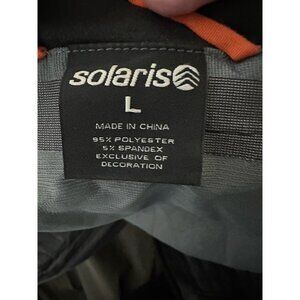 solaris
L
MADE IN CHINA
95% POLYESTER
5% SPANDEX
EXCLUSIVE OF
DECORATION